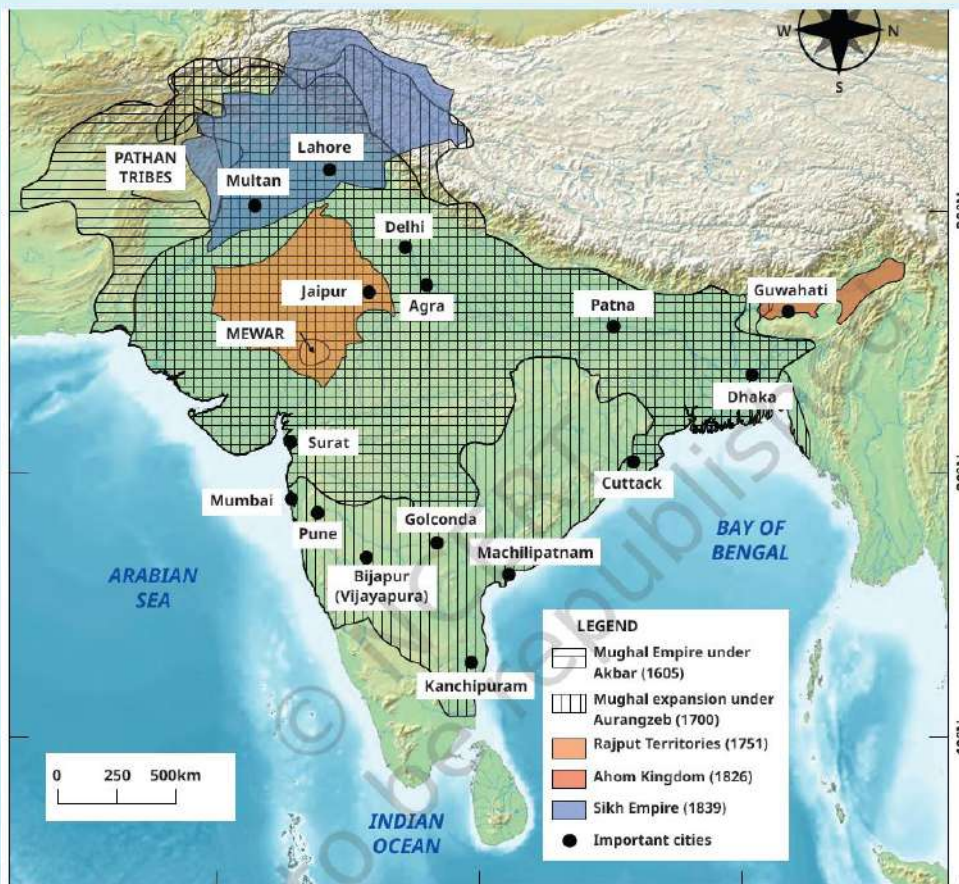 W
N
S
PATHAN
TRIBES
Lahore
Multan
Delhi
Jaipur
Agra
MEWAR
Patna
Guwahati
Dhaka
Surat
Cuttack
Mumbai
Pune
Golconda
Machilipatnam
Bijapur
(Vijayapura)
Kanchipuram
ARABIAN
SEA
BAY OF
BENGAL
INDIAN
OCEAN
0 250 500km
LEGEND
Mughal Empire under
Akbar (1605)
Mughal expansion under
Aurangzeb (1700)
Rajput Territories (1751)
Ahom Kingdom (1826)
Sikh Empire (1839)
Important cities